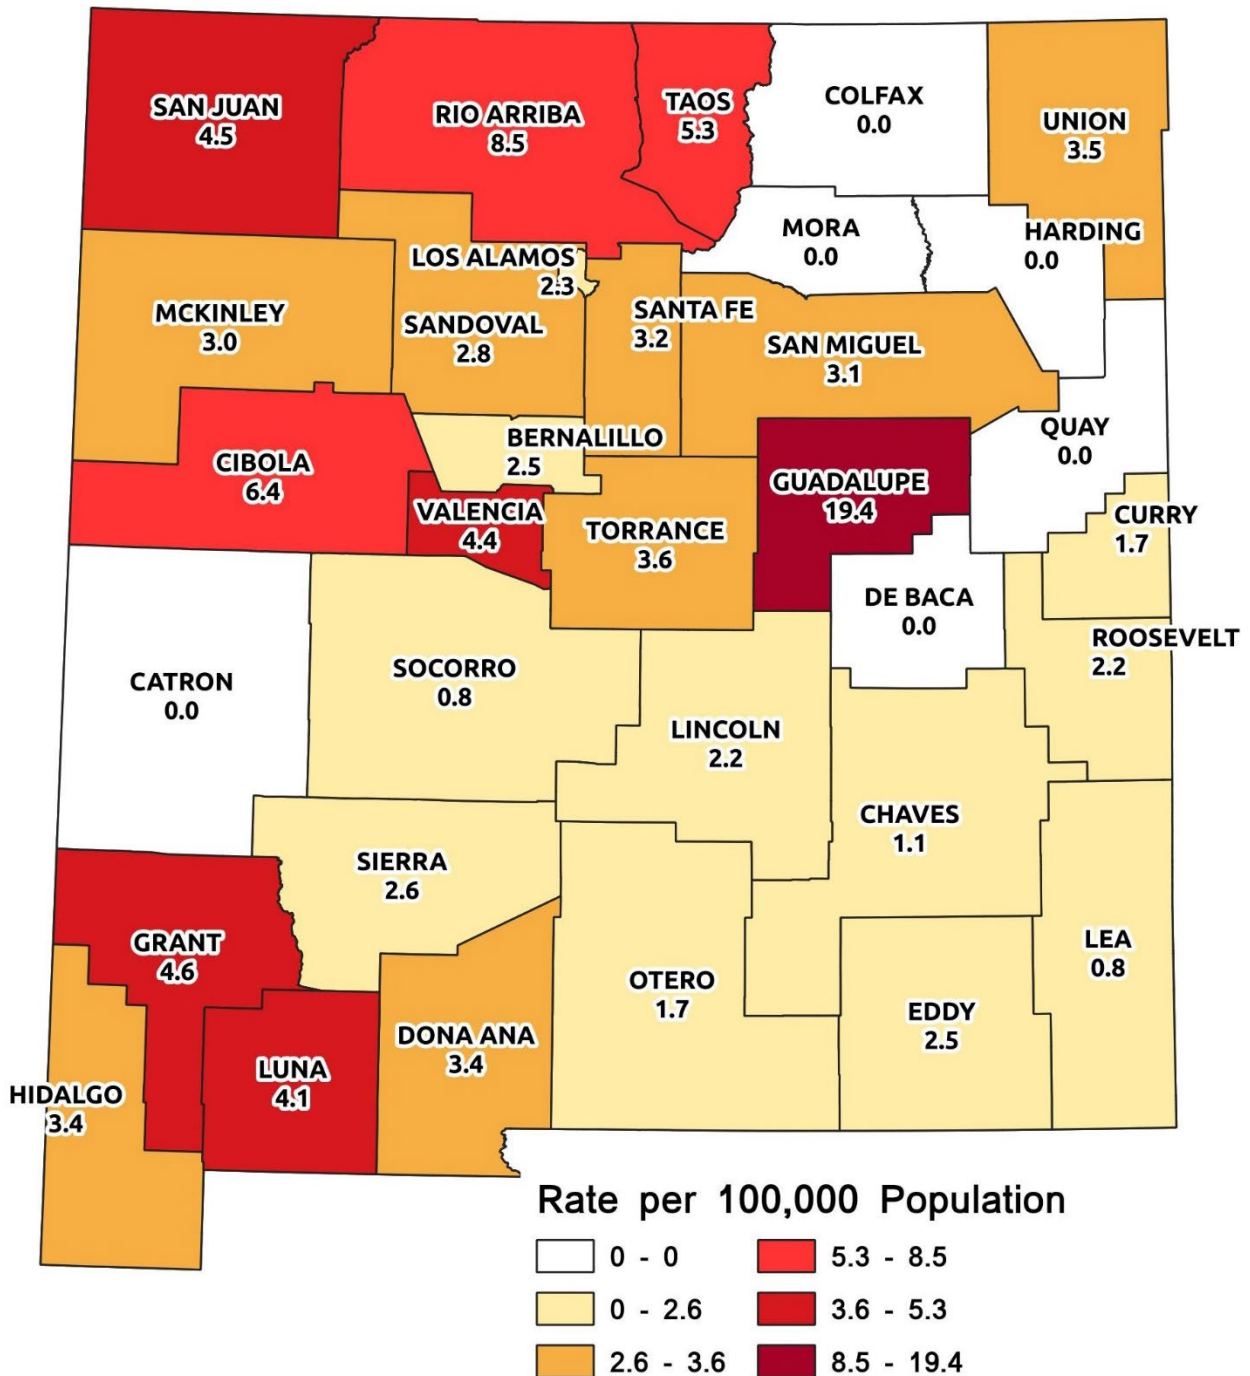 SAN JUAN
4.5
RIO ARRIBA
8.5
TAOS
5.3
COLFAX
0.0
UNION
3.5
MORA
0.0
HARDING
0.0
LOS ALAMOS
2.3
MCKINLEY
3.0
SANDOVAL
2.8
SANTA FE
3.2
SAN MIGUEL
3.1
QUAY
0.0
BERNALILLO
2.5
CIBOLA
6.4
GUADALUPE
19.4
VALENCIA
4.4
TORRANCE
3.6
CURRY
1.7
DE BACA
0.0
ROOSEVELT
2.2
CATRON
0.0
SOCORRO
0.8
LINCOLN
2.2
CHAVES
1.1
SIERRA
2.6
GRANT
4.6
LEA
0.8
OTERO
1.7
EDDY
2.5
DONA ANA
3.4
LUNA
4.1
HIDALGO
3.4
Rate per 100,000 Population
0 - 0
0 - 2.6
2.6 - 3.6
5.3 - 8.5
3.6 - 5.3
8.5 - 19.4